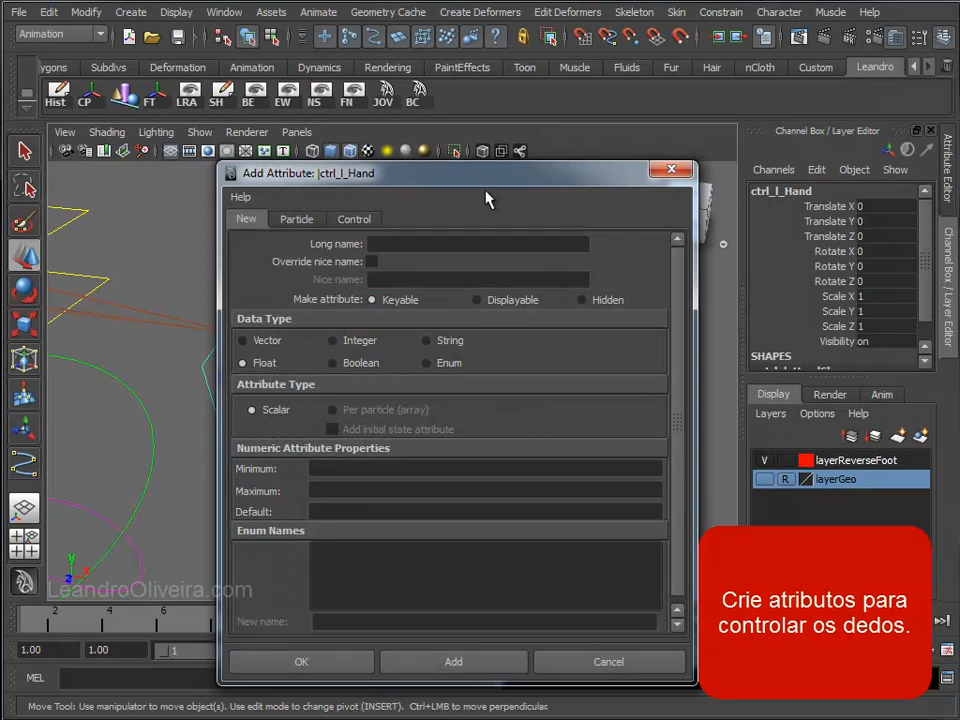 File Edit Modify Create Display Window Assets Animate Geometry Cache Create Deformers Edit Deformers Skeleton Skin Constrain Character Muscle Help
Animation
ygons Subdivs Deformation Animation Dynamics Rendering PaintEffects Toon Muscle Fluids Fur Hair nCloth Custom Leandro
Hist CP FT LRA SH BE EW NS FN JOV BC
View Shading Lighting Show Renderer Panels
Channel Box / Layer Editor
Channels Edit Object Show
ctrl_l_Hand
Translate X 0
Translate Y 0
Translate Z 0
Rotate X 0
Rotate Y 0
Rotate Z 0
Scale X 1
Scale Y 1
Scale Z 1
Visibility on
SHAPES
Display Render Anim
Layers Options Help
V layerReverseFoot
R layerGeo
Attribute Editor
Channel Box / Layer Editor
Add Attribute: |ctrl_l_Hand
Help
New Particle Control
Long name:
Override nice name:
Nice name:
Make attribute: Keyable Displayable Hidden
Data Type
Vector Integer String
Float Boolean Enum
Attribute Type
Scalar Per particle (array)
Add initial state attribute
Numeric Attribute Properties
Minimum:
Maximum:
Default:
Enum Names
New name:
OK Add Cancel
Crie atributos para
controlar os dedos.
y
z x
LeandroOliveira.com
2 4 6
1.00 1.00 1
MEL
Move Tool: Use manipulator to move object(s). Use edit mode to change pivot (INSERT). Ctrl+LMB to move perpendicular.